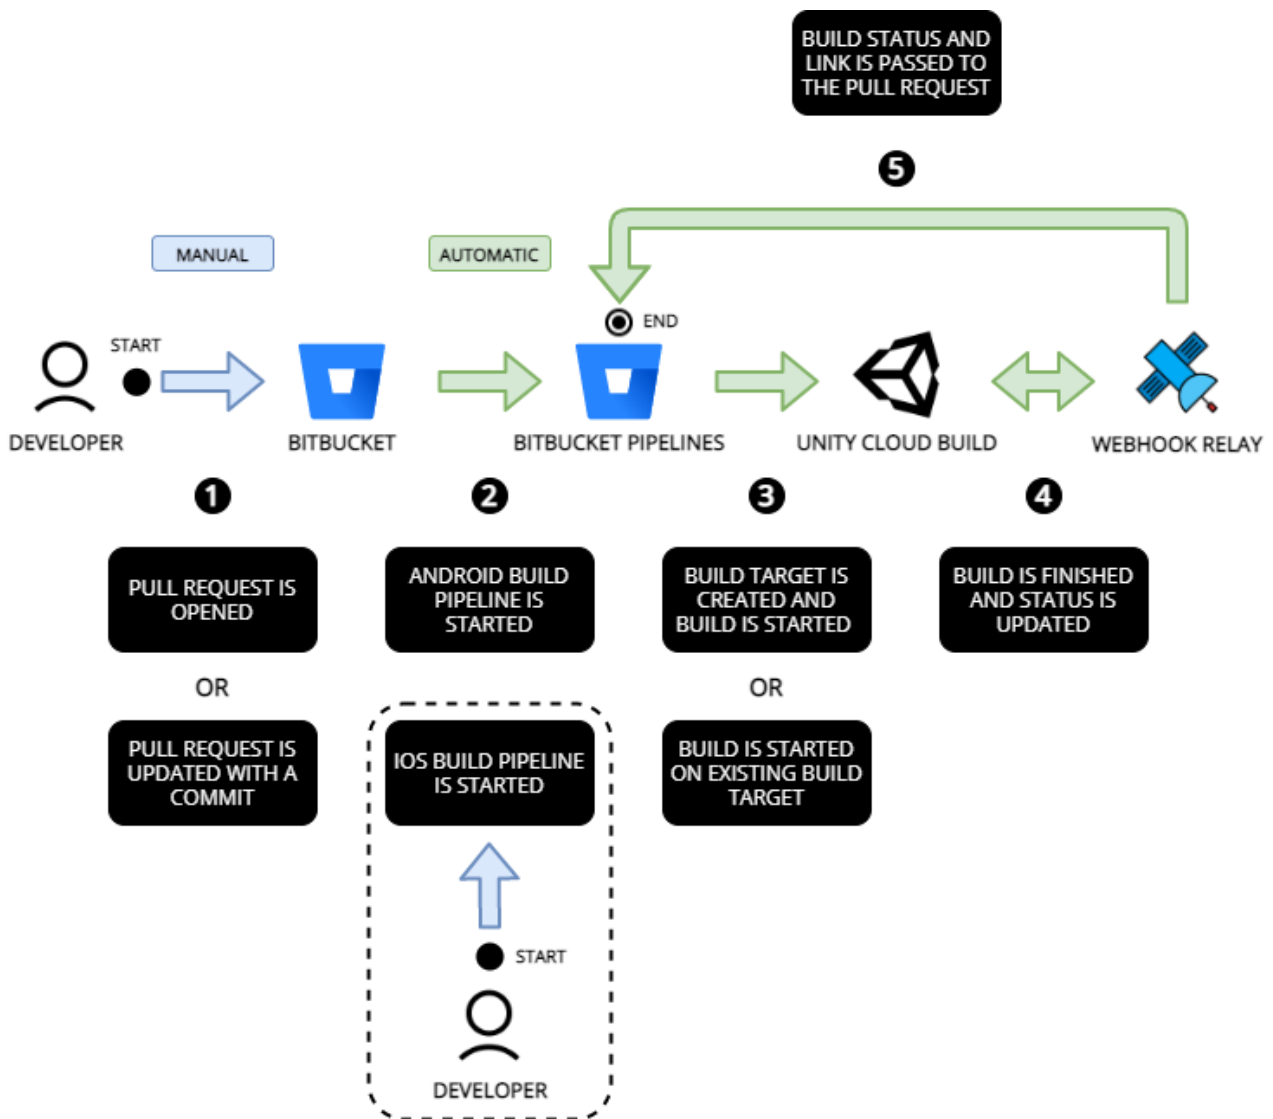 BUILD STATUS AND
LINK IS PASSED TO
THE PULL REQUEST
5
MANUAL
AUTOMATIC
START
END
DEVELOPER
BITBUCKET
BITBUCKET PIPELINES
UNITY CLOUD BUILD
WEBHOOK RELAY
1
2
3
4
PULL REQUEST IS
OPENED
ANDROID BUILD
PIPELINE IS
STARTED
BUILD TARGET IS
CREATED AND
BUILD IS STARTED
BUILD IS FINISHED
AND STATUS IS
UPDATED
OR
OR
PULL REQUEST IS
UPDATED WITH A
COMMIT
IOS BUILD PIPELINE
IS STARTED
BUILD IS STARTED
ON EXISTING BUILD
TARGET
START
DEVELOPER